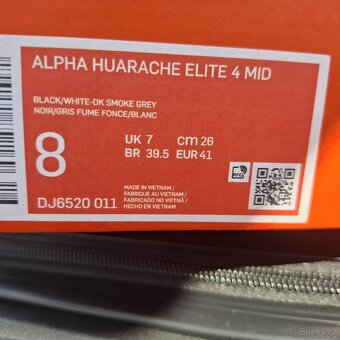 ALPHA HUARACHE ELITE 4 MID
BLACK/WHITE-DK SMOKE GREY
NOIR/GRIS FUME FONCE/BLANC
8
UK 7 cm 26
BR 39.5 EUR 41
MADE IN VIETNAM /
FABRIQUE AU VIETNAM /
FABRICADO NO VIETNÃ /
HECHO EN VIETNAM
DJ6520 011